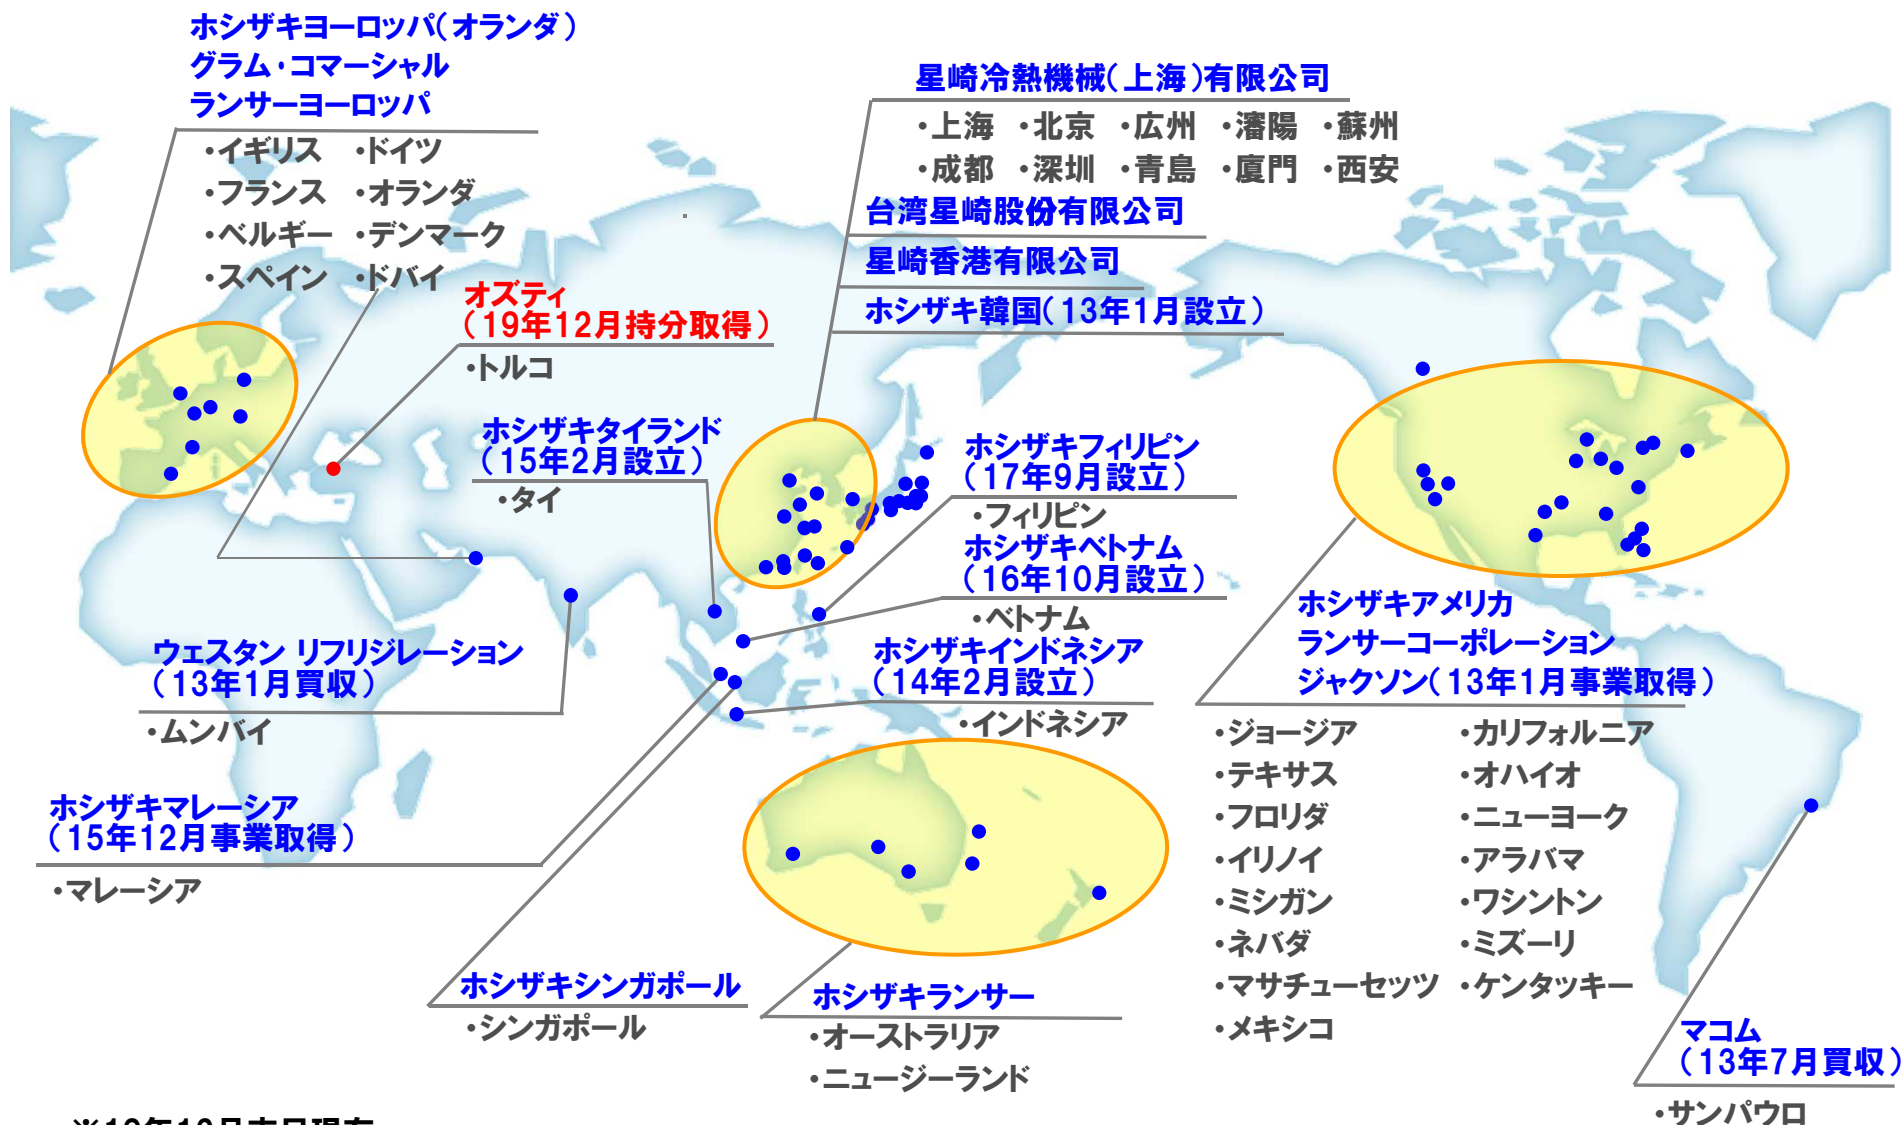 ホシザキヨーロッパ(オランダ)
グラム・コマーシャル
ランサーヨーロッパ
・イギリス ・ドイツ
・フランス ・オランダ
・ベルギー ・デンマーク
・スペイン ・ドバイ
オズティ
(19年12月持分取得)
・トルコ
星崎冷熱機械(上海)有限公司
・上海 ・北京 ・広州 ・瀋陽 ・蘇州
・成都 ・深圳 ・青島 ・廈門 ・西安
台湾星崎股份有限公司
星崎香港有限公司
ホシザキ韓国(13年1月設立)
ホシザキタイランド
(15年2月設立)
・タイ
ホシザキフィリピン
(17年9月設立)
・フィリピン
ホシザキベトナム
(16年10月設立)
・ベトナム
ホシザキインドネシア
(14年2月設立)
・インドネシア
ウェスタン リフリジレーション
(13年1月買収)
・ムンバイ
ホシザキマレーシア
(15年12月事業取得)
・マレーシア
ホシザキシンガポール
・シンガポール
ホシザキランサー
・オーストラリア
・ニュージーランド
ホシザキアメリカ
ランサーコーポレーション
ジャクソン(13年1月事業取得)
・ジョージア ・カリフォルニア
・テキサス ・オハイオ
・フロリダ ・ニューヨーク
・イリノイ ・アラバマ
・ミシガン ・ワシントン
・ネバダ ・ミズーリ
・マサチューセッツ ・ケンタッキー
・メキシコ
マコム
(13年7月買収)
・サンパウロ
※19年12月末日現在